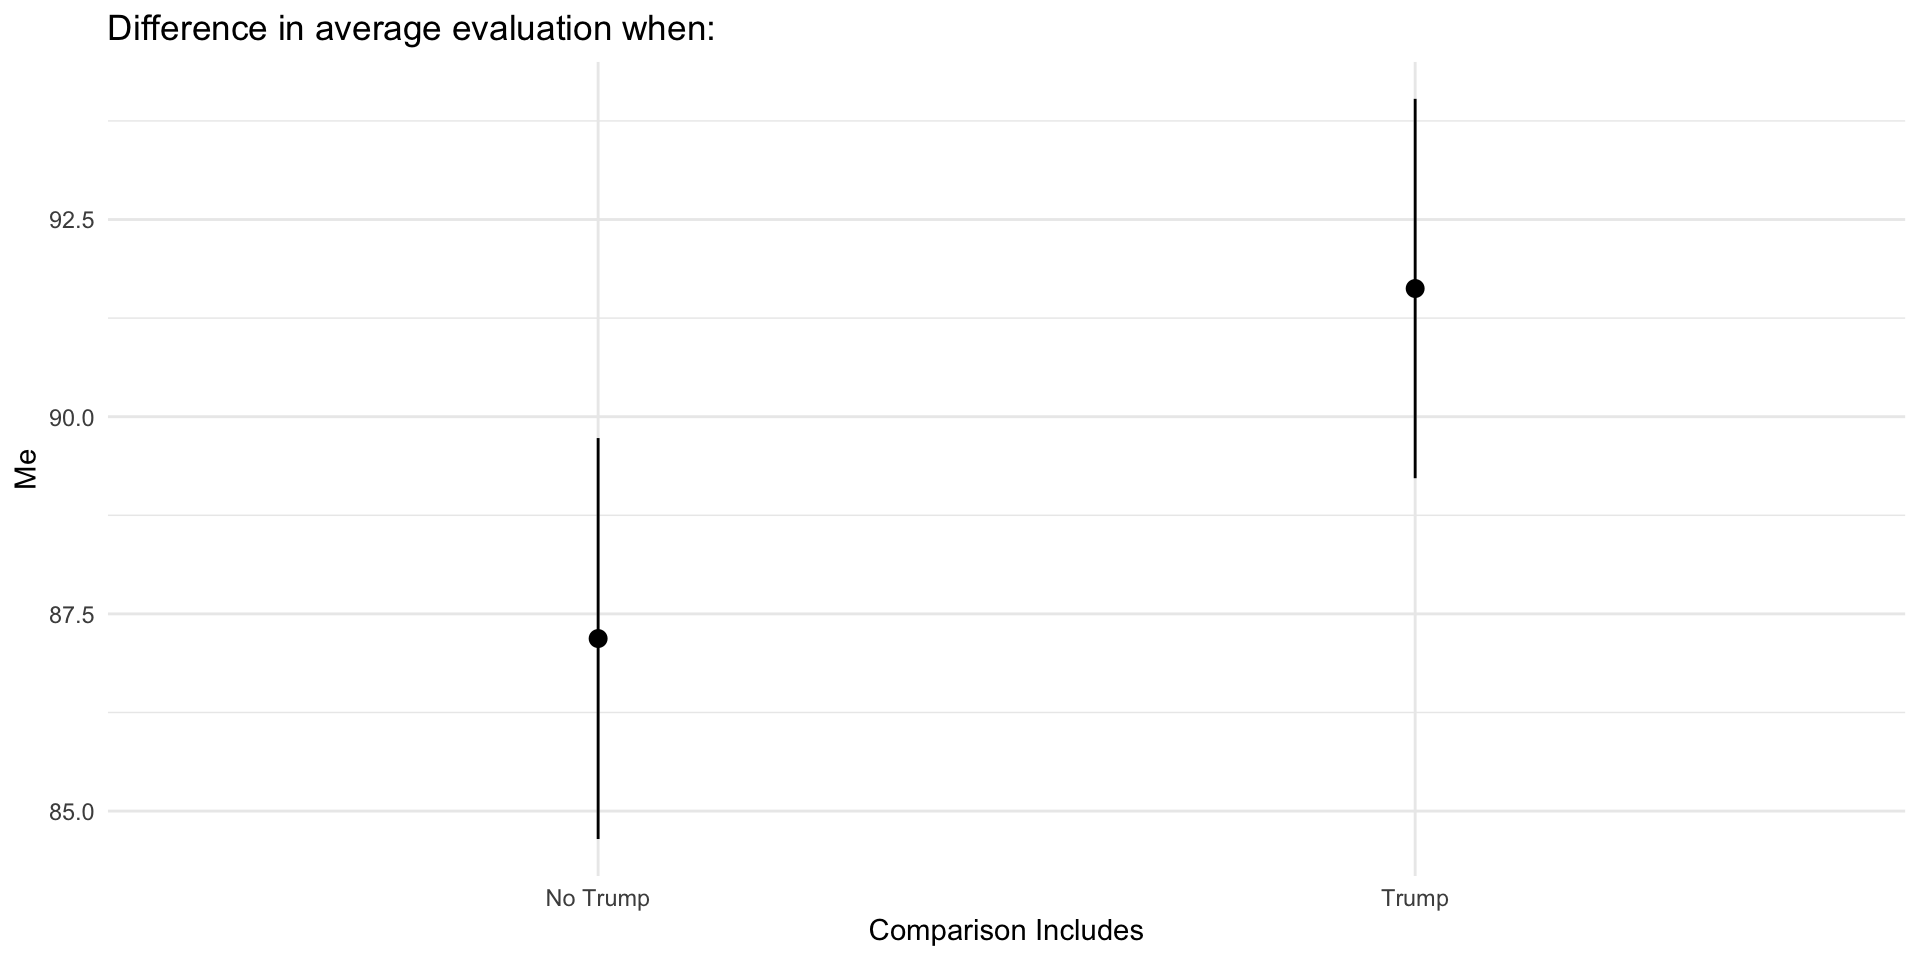 Difference in average evaluation when:
92.5
90.0
87.5
85.0
Me
No Trump
Trump
Comparison Includes